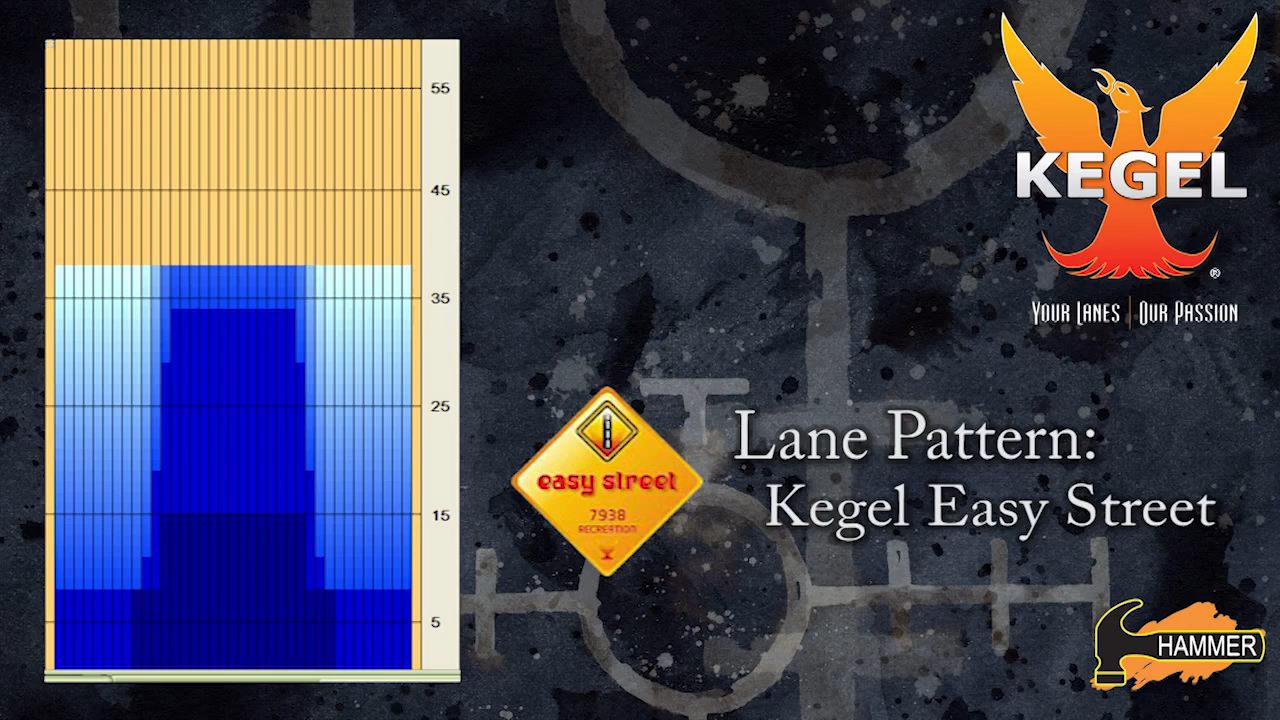 55
45
35
25
15
5
KEGEL
®
YOUR LANES | OUR PASSION
easy street
7938
RECREATION
Lane Pattern:
Kegel Easy Street
HAMMER